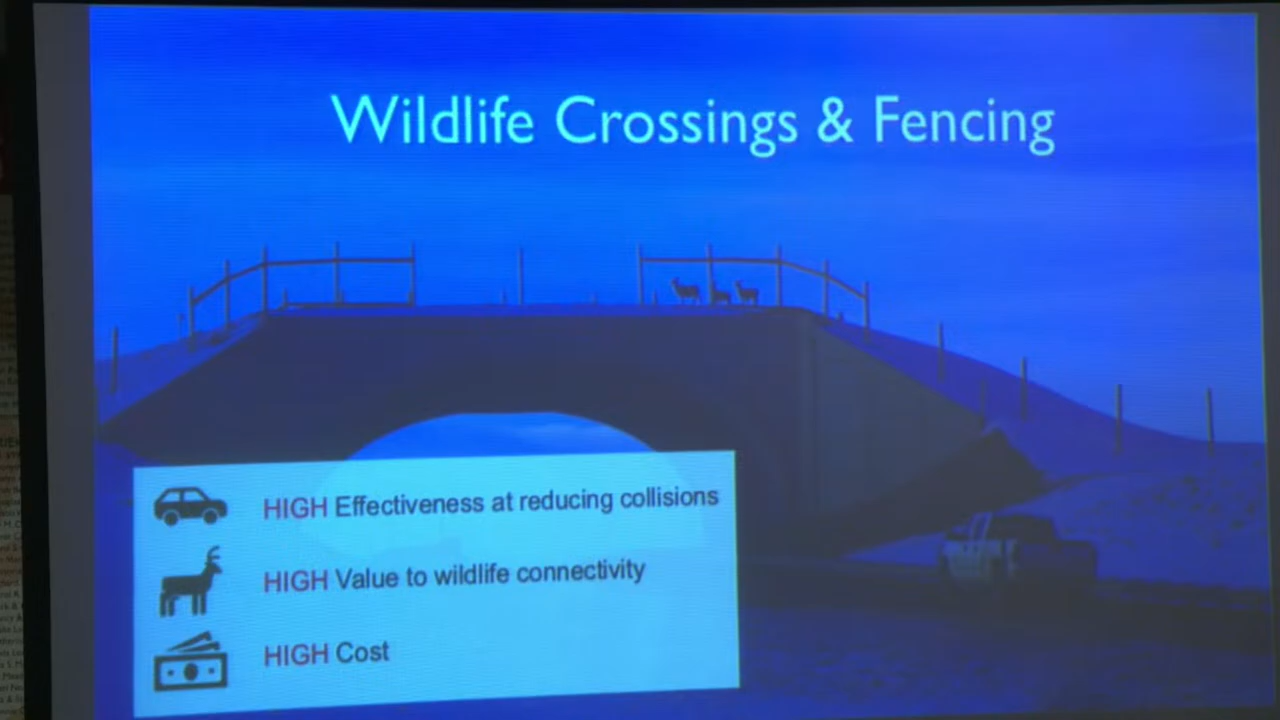 Wildlife Crossings & Fencing
HIGH Effectiveness at reducing collisions
HIGH Value to wildlife connectivity
HIGH Cost